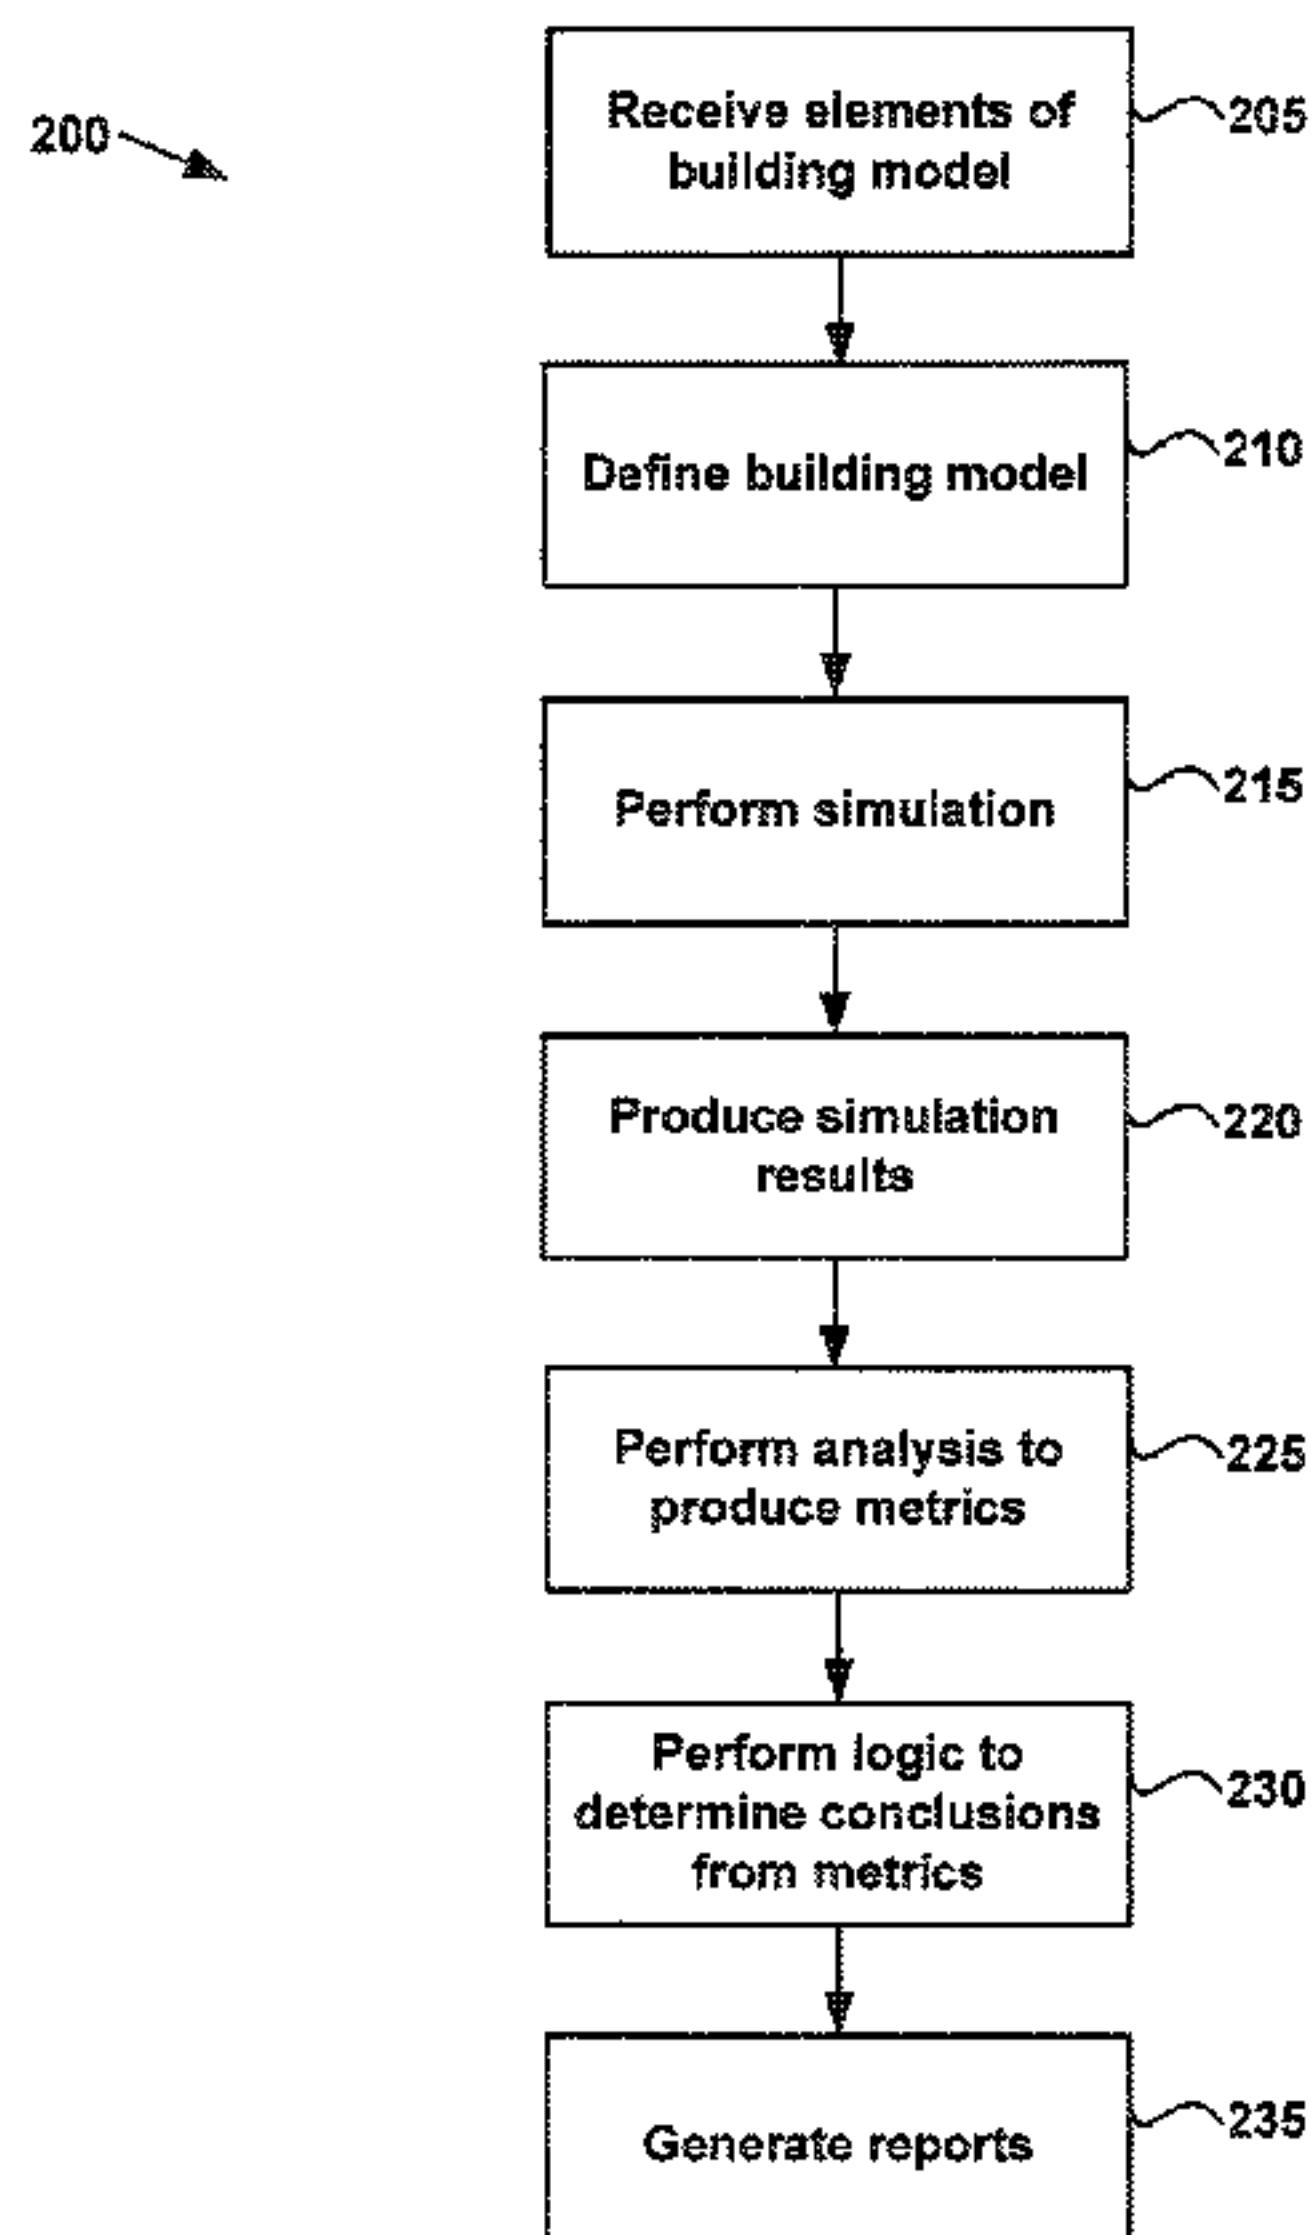 200
Receive elements of
building model
205
Define building model
210
Perform simulation
215
Produce simulation
results
220
Perform analysis to
produce metrics
225
Perform logic to
determine conclusions
from metrics
230
Generate reports
235